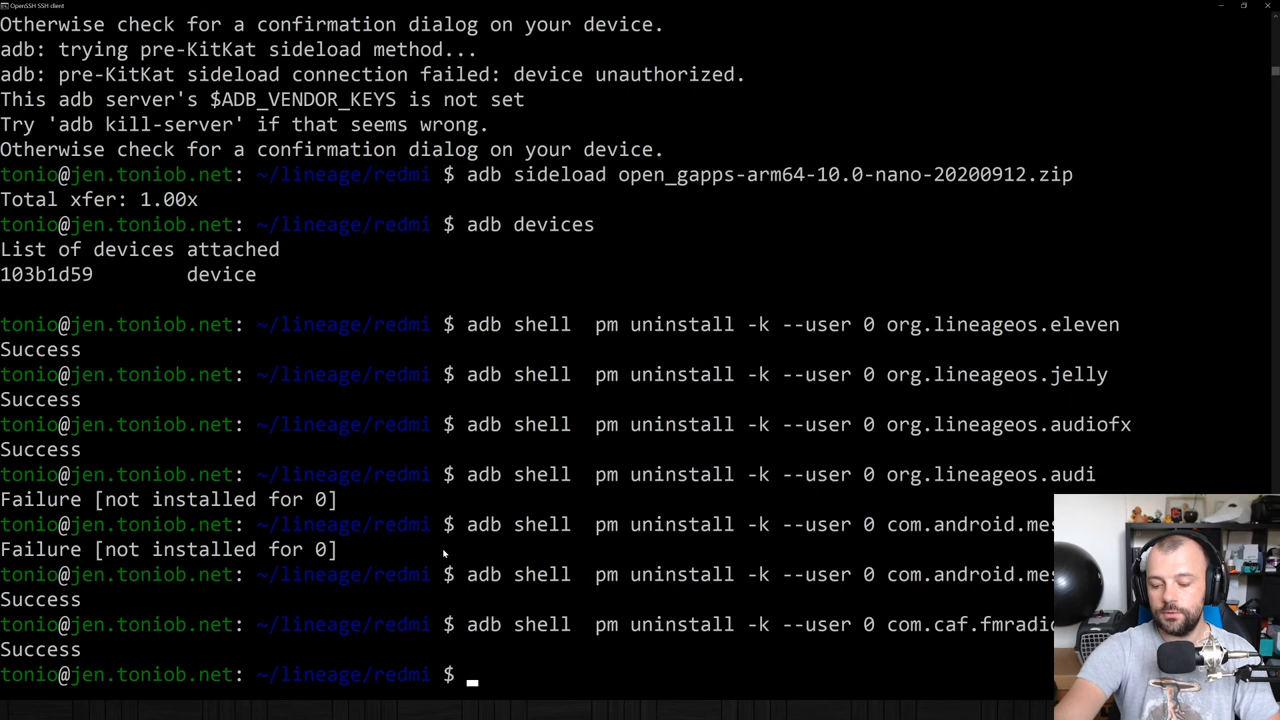 OpenSSH SSH client
Otherwise check for a confirmation dialog on your device.
adb: trying pre-KitKat sideload method...
adb: pre-KitKat sideload connection failed: device unauthorized.
This adb server's $ADB_VENDOR_KEYS is not set
Try 'adb kill-server' if that seems wrong.
Otherwise check for a confirmation dialog on your device.
tonio@jen.toniob.net: ~/lineage/redmi $ adb sideload open_gapps-arm64-10.0-nano-20200912.zip
Total xfer: 1.00x
tonio@jen.toniob.net: ~/lineage/redmi $ adb devices
List of devices attached
103b1d59        device
tonio@jen.toniob.net: ~/lineage/redmi $ adb shell  pm uninstall -k --user 0 org.lineageos.eleven
Success
tonio@jen.toniob.net: ~/lineage/redmi $ adb shell  pm uninstall -k --user 0 org.lineageos.jelly
Success
tonio@jen.toniob.net: ~/lineage/redmi $ adb shell  pm uninstall -k --user 0 org.lineageos.audiofx
Success
tonio@jen.toniob.net: ~/lineage/redmi $ adb shell  pm uninstall -k --user 0 org.lineageos.audi
Failure [not installed for 0]
tonio@jen.toniob.net: ~/lineage/redmi $ adb shell  pm uninstall -k --user 0 com.android.mes
Failure [not installed for 0]
tonio@jen.toniob.net: ~/lineage/redmi $ adb shell  pm uninstall -k --user 0 com.android.mes
Success
tonio@jen.toniob.net: ~/lineage/redmi $ adb shell  pm uninstall -k --user 0 com.caf.fmradio
Success
tonio@jen.toniob.net: ~/lineage/redmi $